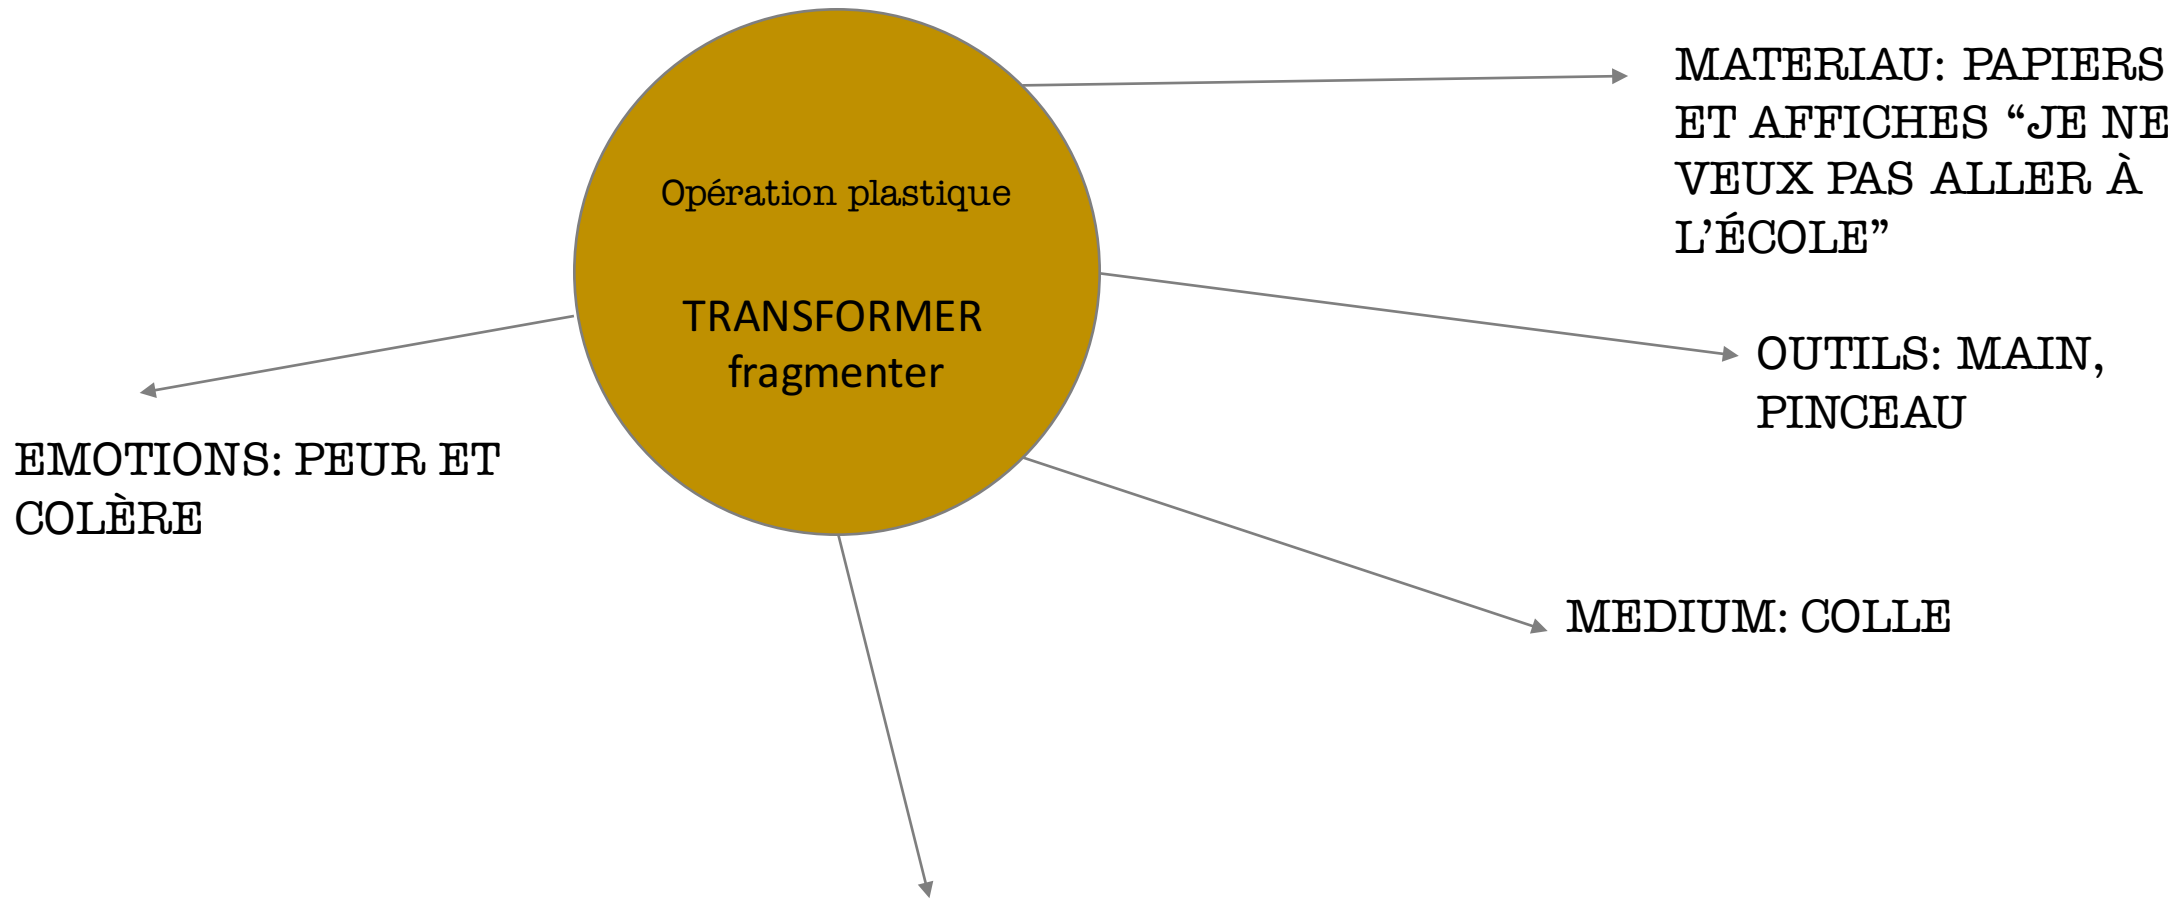 Opération plastique
TRANSFORMER
fragmenter
MATERIAU: PAPIERS
ET AFFICHES “JE NE
VEUX PAS ALLER À
L’ÉCOLE”
OUTILS: MAIN,
PINCEAU
MEDIUM: COLLE
EMOTIONS: PEUR ET
COLÈRE